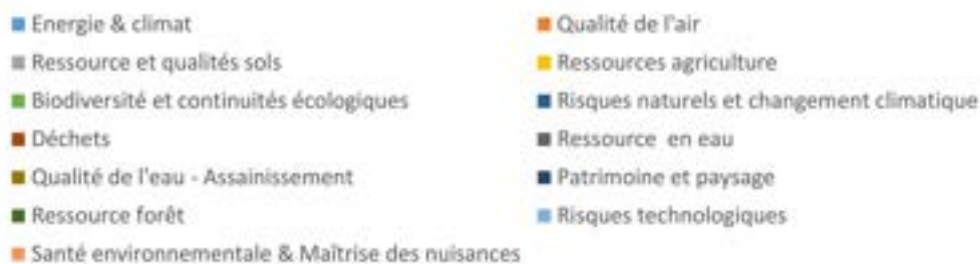 Energie & climat
Qualité de l'air
Ressource et qualités sols
Ressources agriculture
Biodiversité et continuités écologiques
Risques naturels et changement climatique
Déchets
Ressource en eau
Qualité de l'eau - Assainissement
Patrimoine et paysage
Ressource forêt
Risques technologiques
Santé environnementale & Maîtrise des nuisances